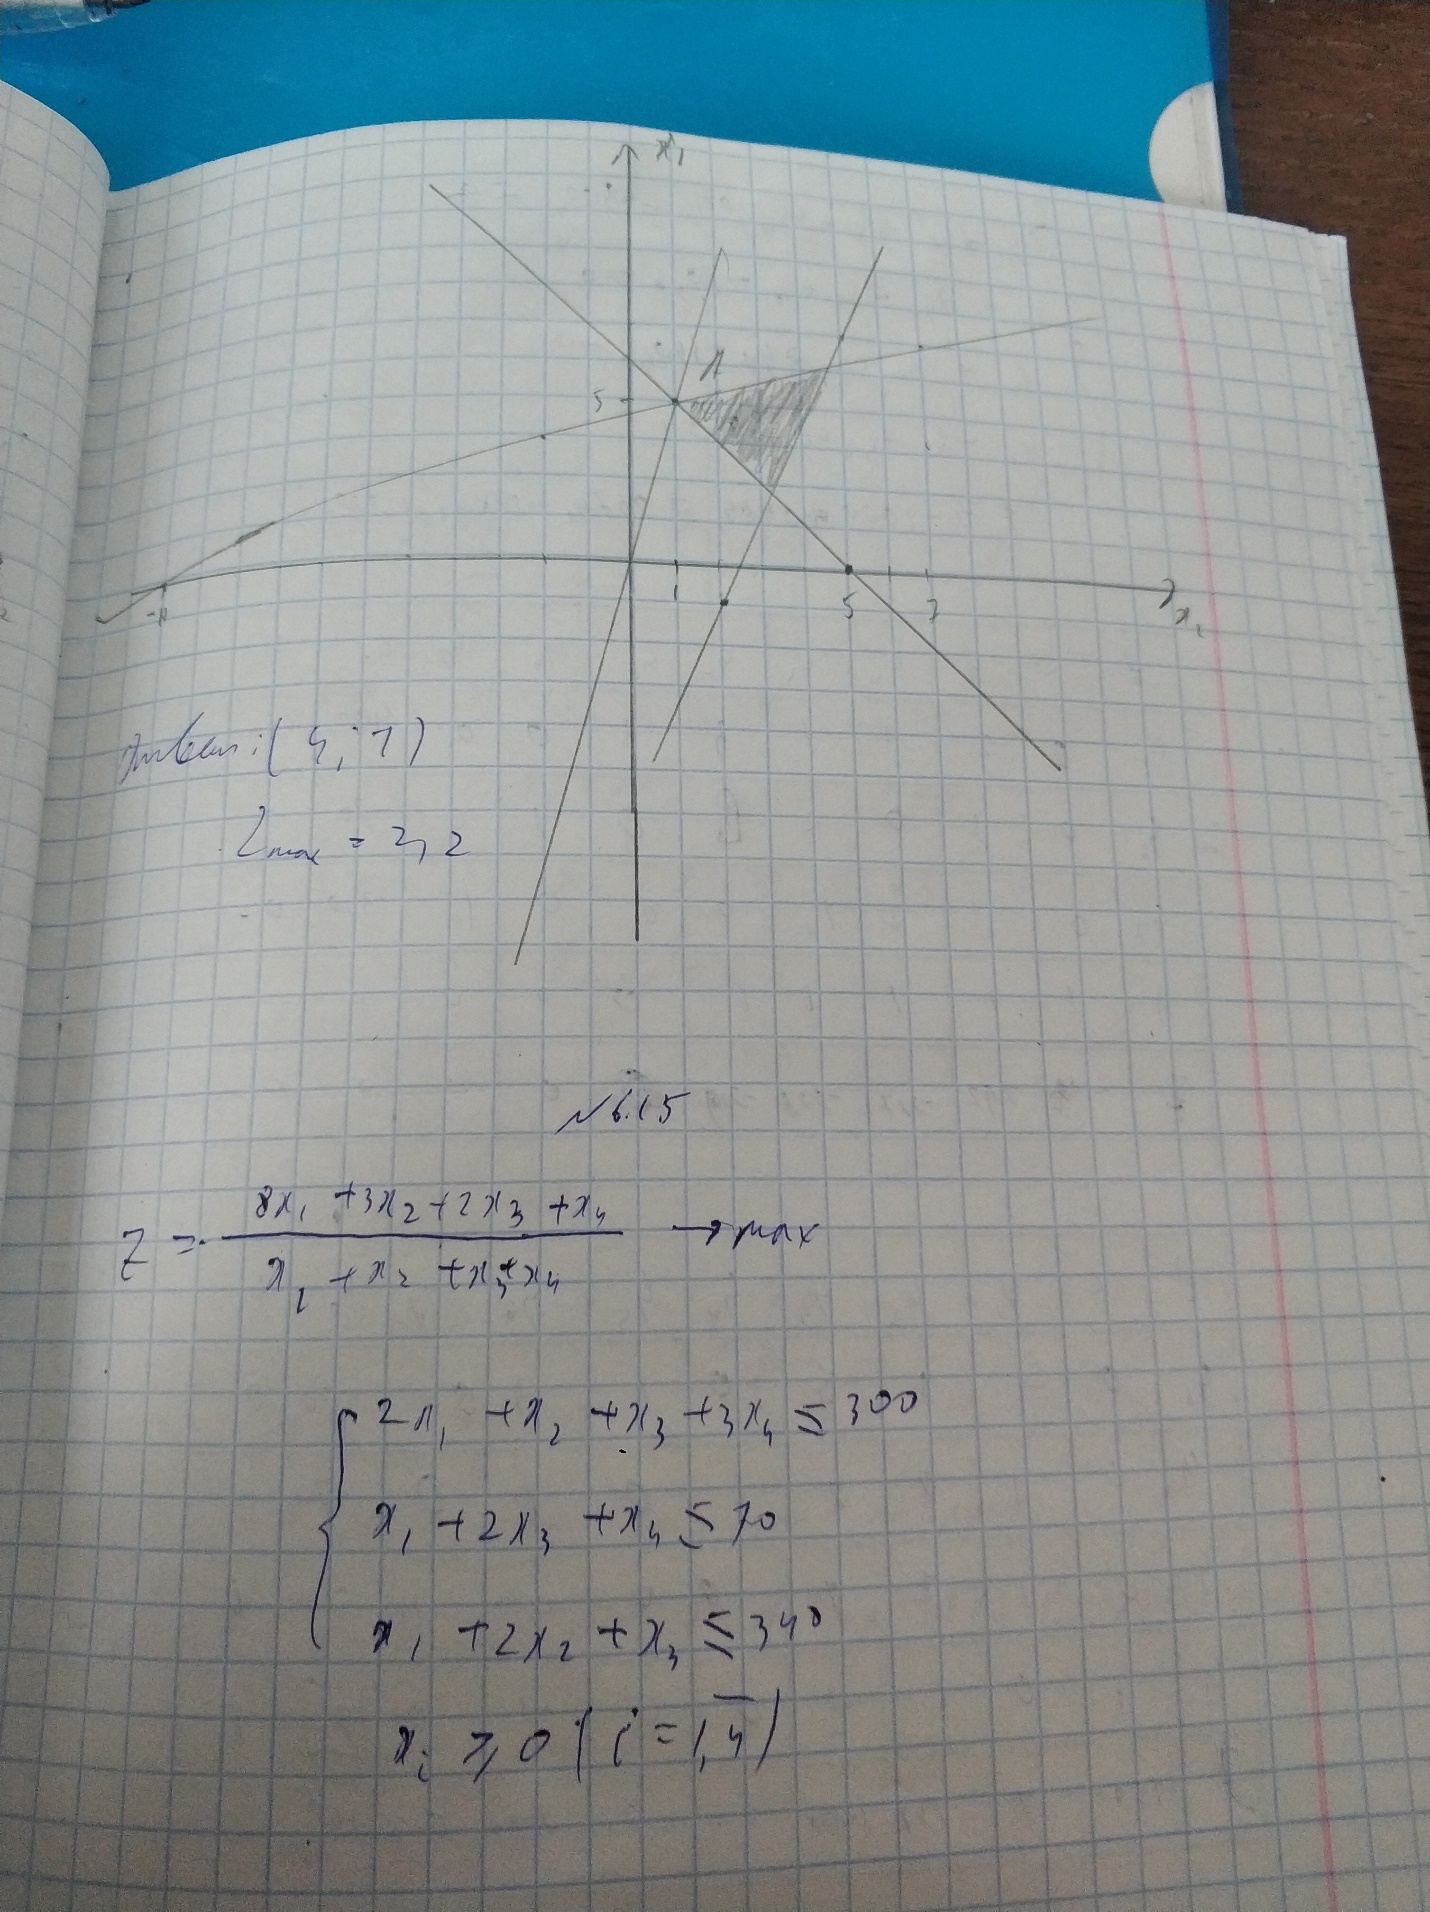 x₁
A
5
-11
1
5
7
x₂
Ответ: (4; 1)
Zmax = 2,2
№6.15
Z = (8x₁ + 3x₂ + 2x₃ + x₄) / (x₁ + x₂ + x₃ + x₄) → max
2x₁ + x₂ + x₃ + 3x₄ ≤ 300
x₁ + 2x₃ + x₄ ≤ 70
x₁ + 2x₂ + x₃ ≤ 340
xᵢ ≥ 0 (i = 1,4)